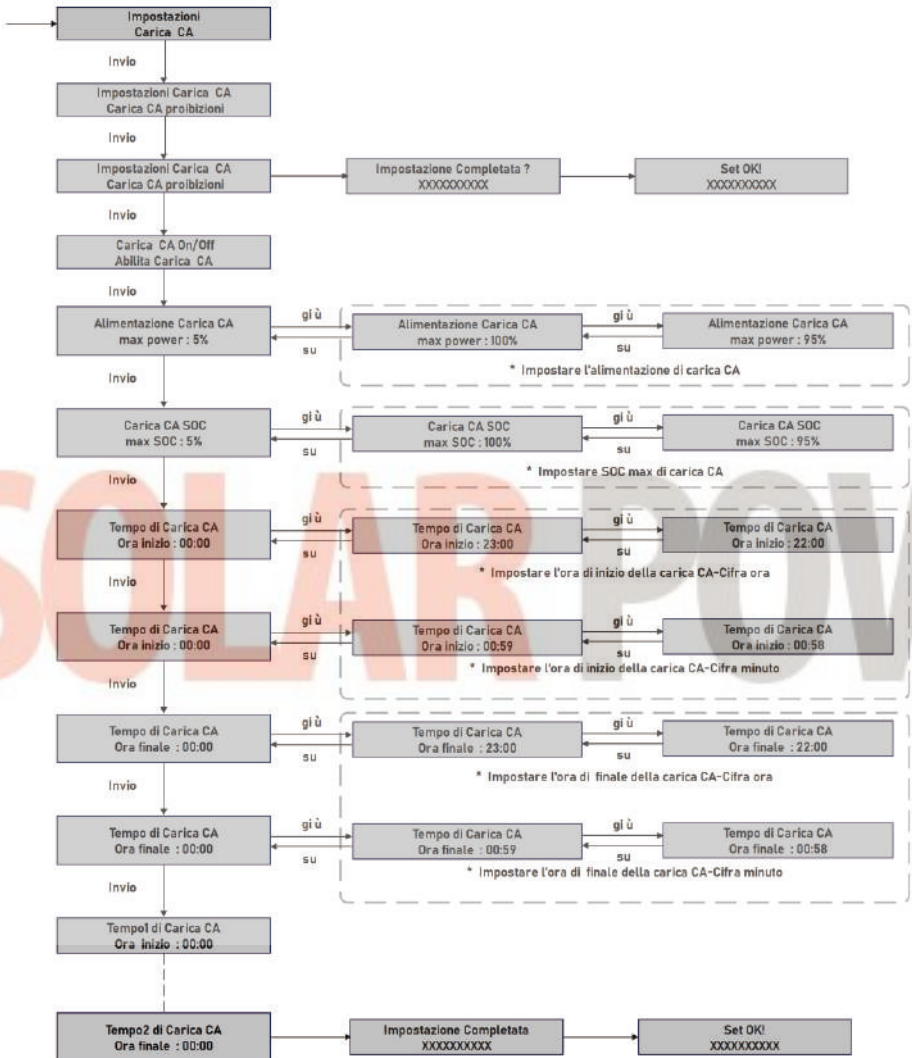 Impostazioni
Carica CA
Invio
Impostazioni Carica CA
Carica CA proibizioni
Invio
Impostazioni Carica CA
Carica CA proibizioni
Impostazione Completata ?
XXXXXXXXXX
Set OK!
XXXXXXXXXX
Invio
Carica CA On/Off
Abilita Carica CA
Invio
Alimentazione Carica CA
max power : 5%
giù
su
Alimentazione Carica CA
max power : 100%
giù
su
Alimentazione Carica CA
max power : 95%
* Impostare l'alimentazione di carica CA
Invio
Carica CA SOC
max SOC : 5%
giù
su
Carica CA SOC
max SOC : 100%
giù
su
Carica CA SOC
max SOC : 95%
* Impostare SOC max di carica CA
Invio
SOLAR POW
Tempo di Carica CA
Ora inizio : 00:00
giù
su
Tempo di Carica CA
Ora inizio : 23:00
giù
su
Tempo di Carica CA
Ora inizio : 22:00
* Impostare l'ora di inizio della carica CA-Cifra ora
Invio
Tempo di Carica CA
Ora inizio : 00:00
giù
su
Tempo di Carica CA
Ora inizio : 00:59
giù
su
Tempo di Carica CA
Ora inizio : 00:58
* Impostare l'ora di inizio della carica CA-Cifra minuto
Invio
Tempo di Carica CA
Ora finale : 00:00
giù
su
Tempo di Carica CA
Ora finale : 23:00
giù
su
Tempo di Carica CA
Ora finale : 22:00
* Impostare l'ora di finale della carica CA-Cifra ora
Invio
Tempo di Carica CA
Ora finale : 00:00
giù
su
Tempo di Carica CA
Ora finale : 00:59
giù
su
Tempo di Carica CA
Ora finale : 00:58
* Impostare l'ora di finale della carica CA-Cifra minuto
Invio
Tempo1 di Carica CA
Ora inizio : 00:00
Tempo2 di Carica CA
Ora finale : 00:00
Impostazione Completata
XXXXXXXXXX
Set OK!
XXXXXXXXXX